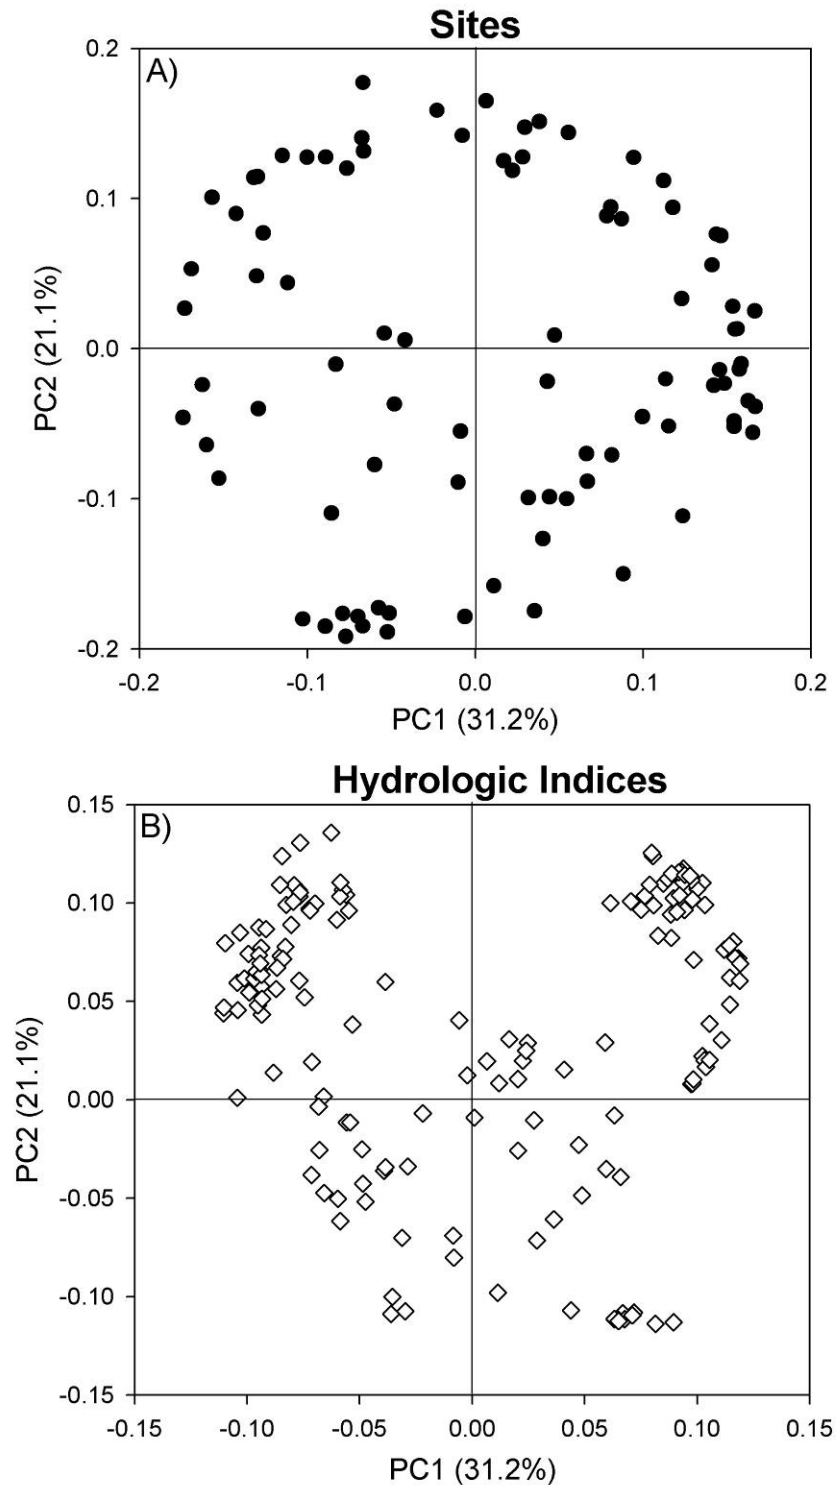 Sites
A)
0.2
0.1
0.0
-0.1
-0.2
PC2 (21.1%)
-0.2 -0.1 0.0 0.1 0.2
PC1 (31.2%)
Hydrologic Indices
B)
0.15
0.10
0.05
0.00
-0.05
-0.10
-0.15
PC2 (21.1%)
-0.15 -0.10 -0.05 0.00 0.05 0.10 0.15
PC1 (31.2%)